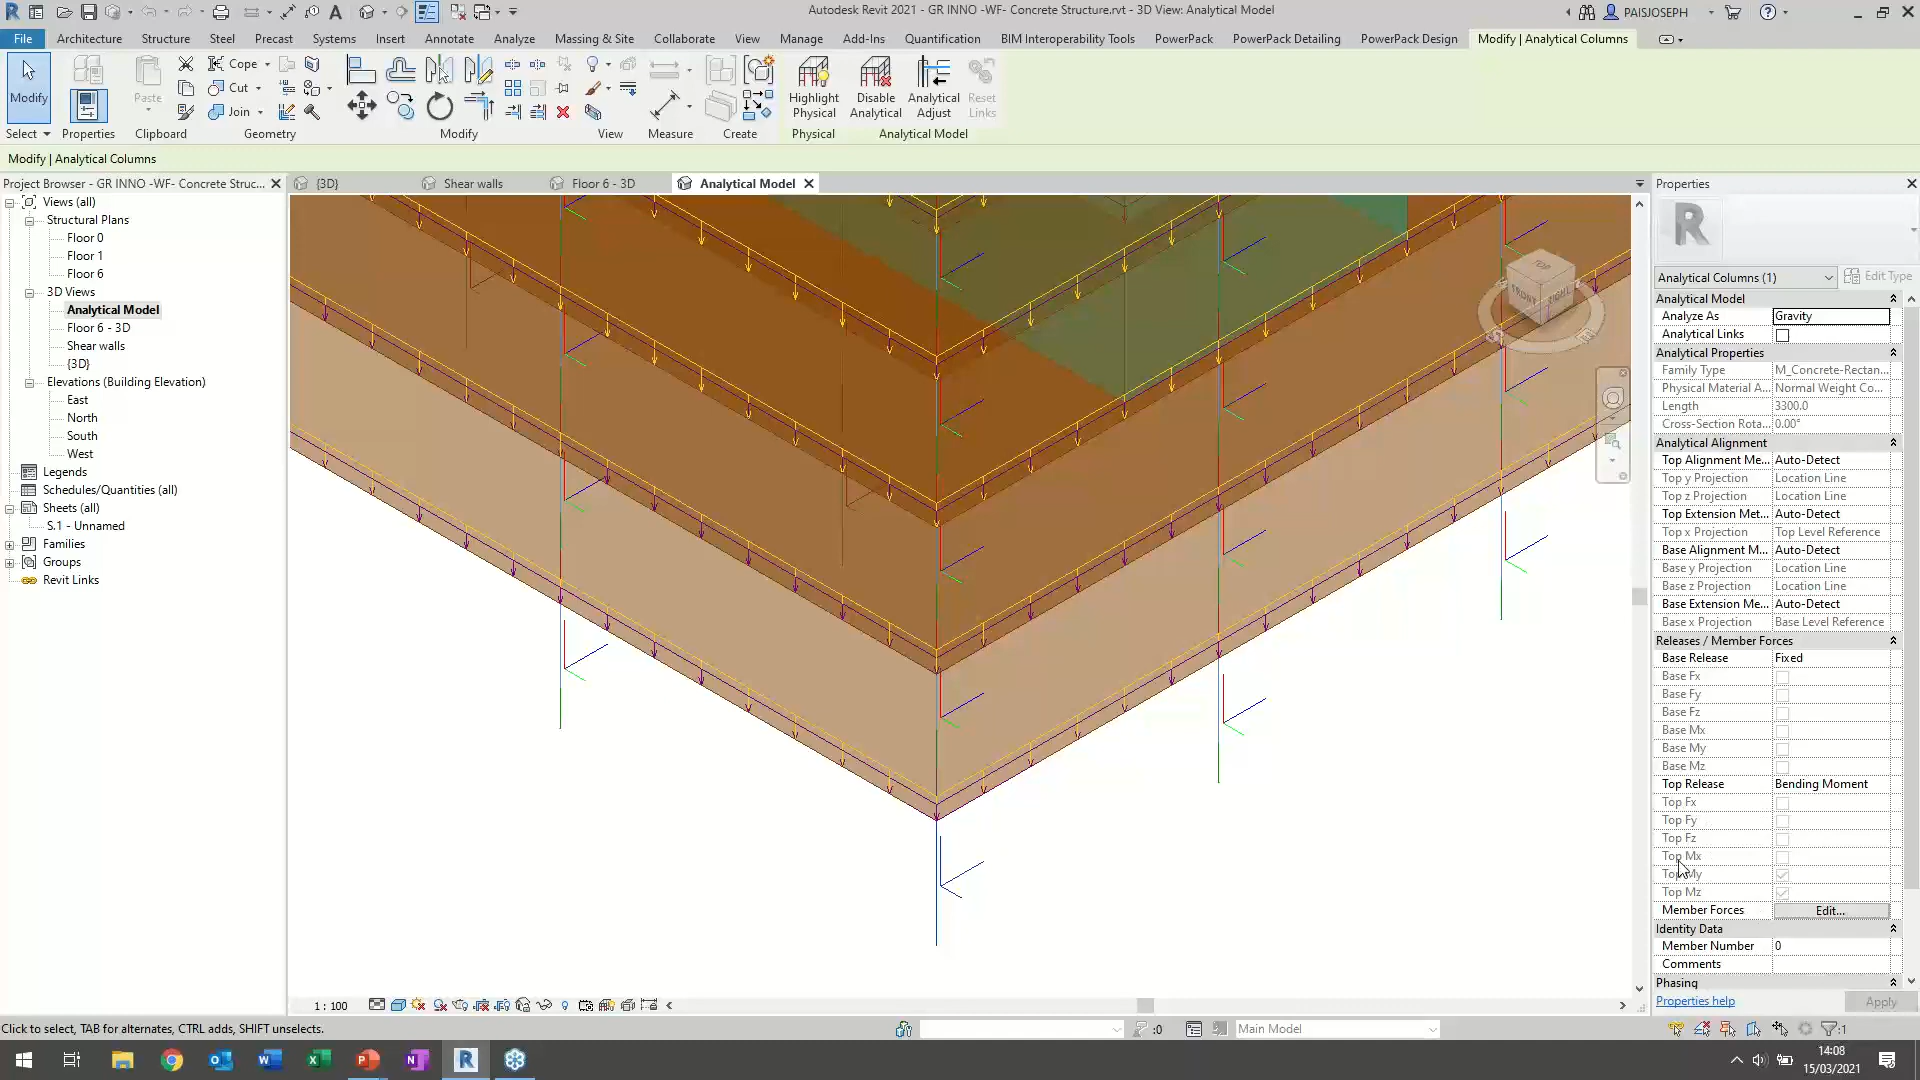 Autodesk Revit 2021 - GR INNO -WF- Concrete Structure.rvt - 3D View: Analytical Model
PAISJOSEPH
File Architecture Structure Steel Precast Systems Insert Annotate Analyze Massing & Site Collaborate View Manage Add-Ins Quantification BIM Interoperability Tools PowerPack PowerPack Detailing PowerPack Design Modify | Analytical Columns
Modify
Paste
Cope
Cut
Join
Highlight Physical
Disable Analytical
Analytical Adjust
Reset Links
Select Properties Clipboard Geometry Modify View Measure Create Physical Analytical Model
Modify | Analytical Columns
Project Browser - GR INNO -WF- Concrete Struc...
{3D} Shear walls Floor 6 - 3D Analytical Model
Views (all)
Structural Plans
Floor 0
Floor 1
Floor 6
3D Views
Analytical Model
Floor 6 - 3D
Shear walls
{3D}
Elevations (Building Elevation)
East
North
South
West
Legends
Schedules/Quantities (all)
Sheets (all)
S.1 - Unnamed
Families
Groups
Revit Links
TOP
FRONT
RIGHT
Properties
R
Analytical Columns (1) Edit Type
Analytical Model
Analyze As Gravity
Analytical Links
Analytical Properties
Family Type M_Concrete-Rectan...
Physical Material A... Normal Weight Co...
Length 3300.0
Cross-Section Rota... 0.00°
Analytical Alignment
Top Alignment Me... Auto-Detect
Top y Projection Location Line
Top z Projection Location Line
Top Extension Met... Auto-Detect
Top x Projection Top Level Reference
Base Alignment M... Auto-Detect
Base y Projection Location Line
Base z Projection Location Line
Base Extension Me... Auto-Detect
Base x Projection Base Level Reference
Releases / Member Forces
Base Release Fixed
Base Fx
Base Fy
Base Fz
Base Mx
Base My
Base Mz
Top Release Bending Moment
Top Fx
Top Fy
Top Fz
Top Mx
Top My
Top Mz
Member Forces Edit...
Identity Data
Member Number 0
Comments
Phasing
Properties help Apply
1 : 100
Click to select, TAB for alternates, CTRL adds, SHIFT unselects.
:0
Main Model
:1
14:08
15/03/2021